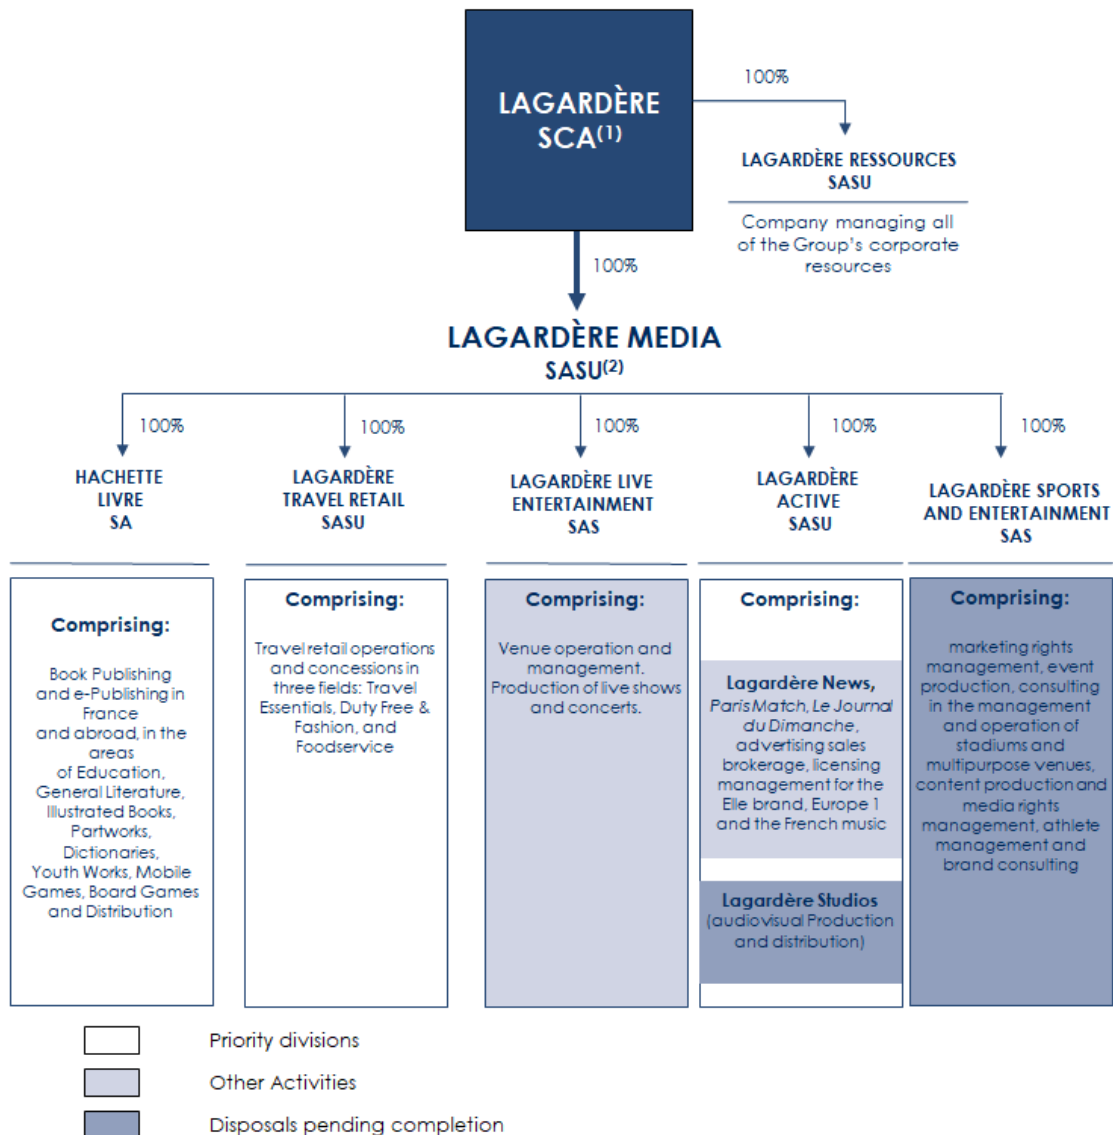 LAGARDÈRE
SCA(1)
100%
LAGARDÈRE RESSOURCES
SASU
Company managing all
of the Group's corporate
resources
100%
LAGARDÈRE MEDIA
SASU(2)
100%
100%
100%
100%
100%
HACHETTE
LIVRE
SA
LAGARDÈRE
TRAVEL RETAIL
SASU
LAGARDÈRE LIVE
ENTERTAINMENT
SAS
LAGARDÈRE
ACTIVE
SASU
LAGARDÈRE SPORTS
AND ENTERTAINMENT
SAS
Comprising:
Book Publishing
and e-Publishing in
France
and abroad, in the
areas
of Education,
General Literature,
Illustrated Books,
Partworks,
Dictionaries,
Youth Works, Mobile
Games, Board Games
and Distribution
Comprising:
Travel retail operations
and concessions in
three fields: Travel
Essentials, Duty Free &
Fashion, and
Foodservice
Comprising:
Venue operation and
management.
Production of live shows
and concerts.
Comprising:
Lagardère News,
Paris Match, Le Journal
du Dimanche,
advertising sales
brokerage, licensing
management for the
Elle brand, Europe 1
and the French music
Lagardère Studios
(audiovisual Production
and distribution)
Comprising:
marketing rights
management, event
production, consulting
in the management
and operation of
stadiums and
multipurpose venues,
content production and
media rights
management, athlete
management and
brand consulting
Priority divisions
Other Activities
Disposals pending completion